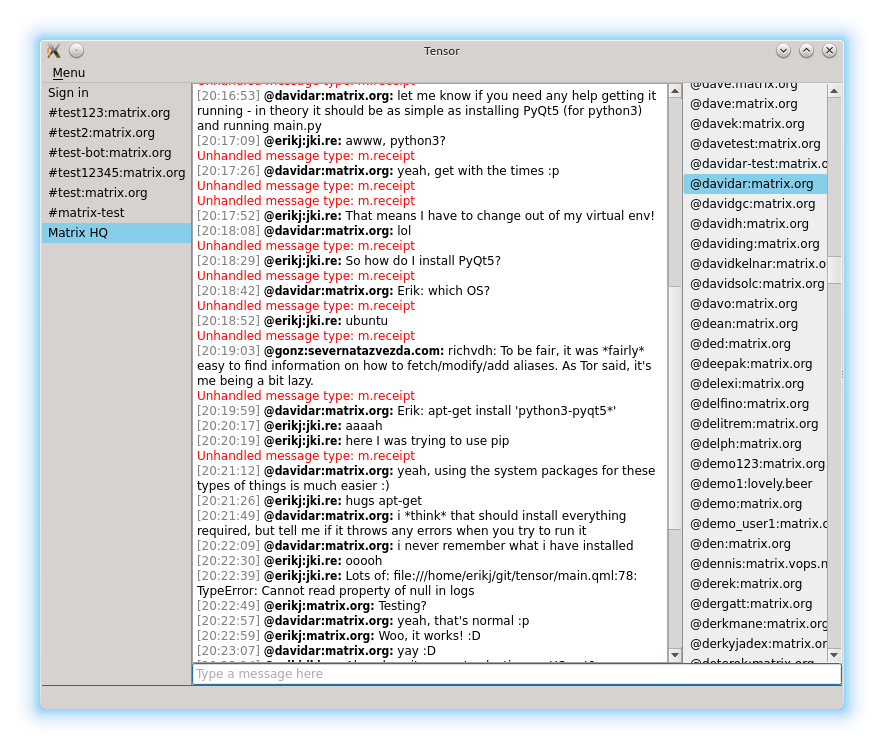 Tensor
Menu
Sign in
#test123:matrix.org
#test2:matrix.org
#test-bot:matrix.org
#test12345:matrix.org
#test:matrix.org
#matrix-test
Matrix HQ
Unhandled message type: m.receipt
[20:16:53] @davidar:matrix.org: let me know if you need any help getting it
running - in theory it should be as simple as installing PyQt5 (for python3)
and running main.py
[20:17:09] @erikj:jki.re: awww, python3?
Unhandled message type: m.receipt
[20:17:26] @davidar:matrix.org: yeah, get with the times :p
Unhandled message type: m.receipt
Unhandled message type: m.receipt
[20:17:52] @erikj:jki.re: That means I have to change out of my virtual env!
[20:18:08] @davidar:matrix.org: lol
Unhandled message type: m.receipt
[20:18:29] @erikj:jki.re: So how do I install PyQt5?
Unhandled message type: m.receipt
[20:18:42] @davidar:matrix.org: Erik: which OS?
Unhandled message type: m.receipt
[20:18:52] @erikj:jki.re: ubuntu
Unhandled message type: m.receipt
[20:19:03] @gonz:severnatazvezda.com: richvdh: To be fair, it was *fairly*
easy to find information on how to fetch/modify/add aliases. As Tor said, it's
me being a bit lazy.
Unhandled message type: m.receipt
[20:19:59] @davidar:matrix.org: Erik: apt-get install 'python3-pyqt5*'
[20:20:17] @erikj:jki.re: aaaah
[20:20:19] @erikj:jki.re: here I was trying to use pip
Unhandled message type: m.receipt
[20:21:12] @davidar:matrix.org: yeah, using the system packages for these
types of things is much easier :)
[20:21:26] @erikj:jki.re: hugs apt-get
[20:21:49] @davidar:matrix.org: i *think* that should install everything
required, but tell me if it throws any errors when you try to run it
[20:22:09] @davidar:matrix.org: i never remember what i have installed
[20:22:30] @erikj:jki.re: ooooh
[20:22:39] @erikj:jki.re: Lots of: file:///home/erikj/git/tensor/main.qml:78:
TypeError: Cannot read property of null in logs
[20:22:49] @erikj:matrix.org: Testing?
[20:22:57] @davidar:matrix.org: yeah, that's normal :p
[20:22:59] @erikj:matrix.org: Woo, it works! :D
[20:23:07] @davidar:matrix.org: yay :D
Type a message here
@dave:matrix.org
@dave:matrix.org
@davek:matrix.org
@davetest:matrix.org
@davidar-test:matrix.o
@davidar:matrix.org
@davidgc:matrix.org
@davidh:matrix.org
@daviding:matrix.org
@davidkelnar:matrix.o
@davidsolc:matrix.org
@davo:matrix.org
@dean:matrix.org
@ded:matrix.org
@deepak:matrix.org
@delexi:matrix.org
@delfino:matrix.org
@delitrem:matrix.org
@delph:matrix.org
@demo123:matrix.org
@demo1:lovely.beer
@demo:matrix.org
@demo_user1:matrix.o
@den:matrix.org
@dennis:matrix.vops.n
@derek:matrix.org
@dergatt:matrix.org
@derkmane:matrix.org
@derkyjadex:matrix.or